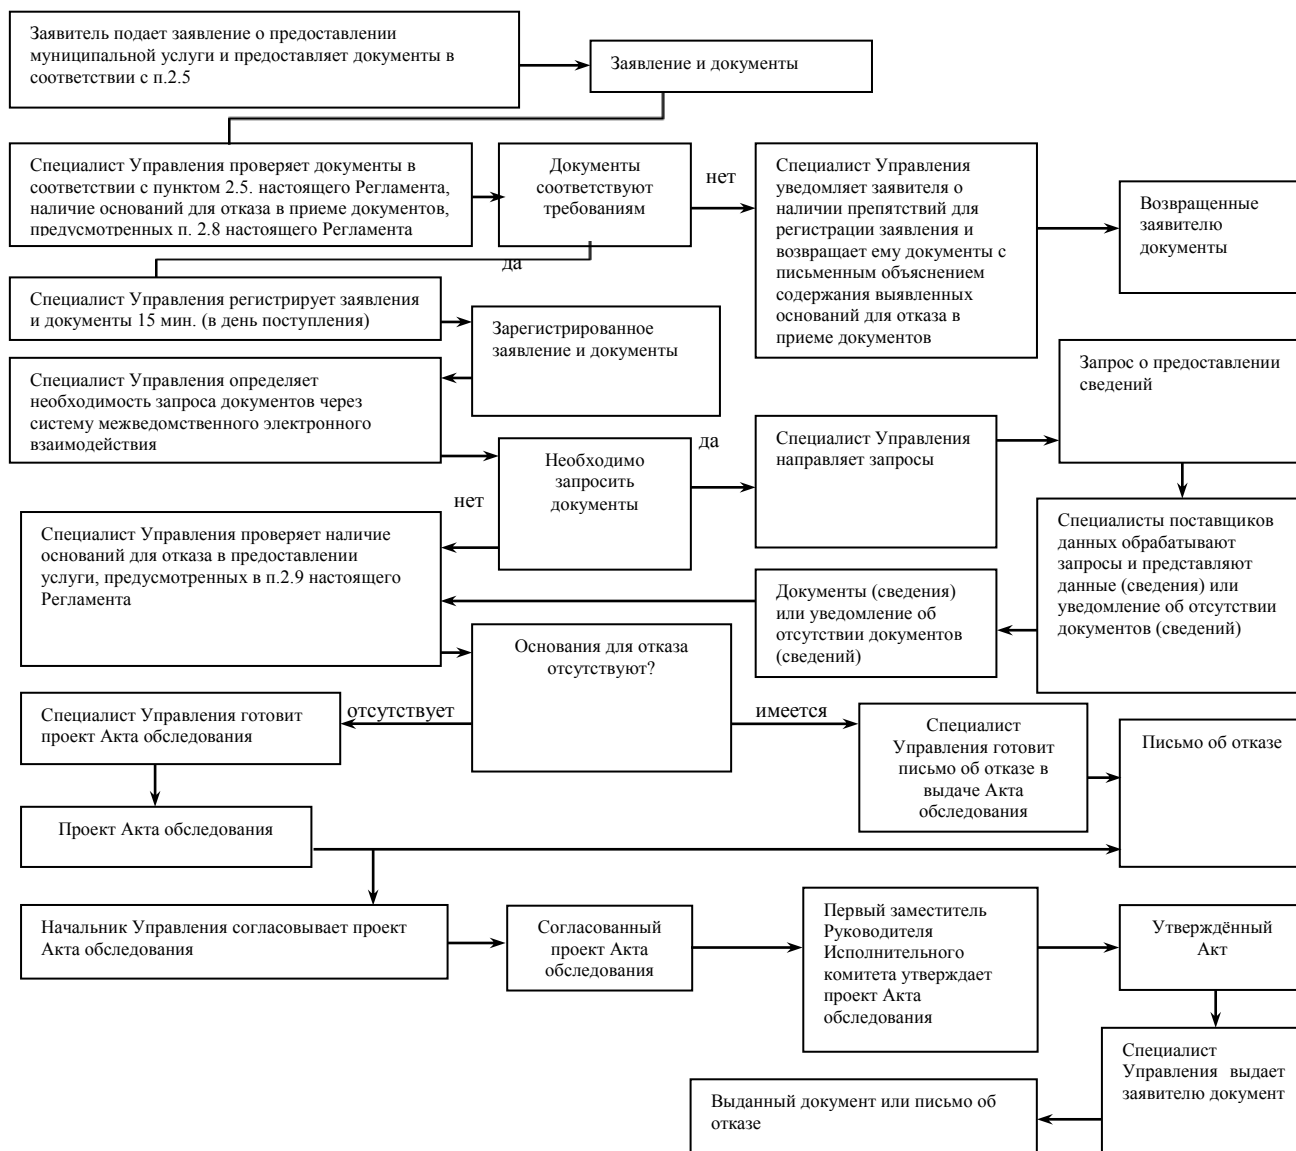 Заявитель подает заявление о предоставлении
муниципальной услуги и предоставляет документы в
соответствии с п.2.5
Заявление и документы
Специалист Управления проверяет документы в
соответствии с пунктом 2.5. настоящего Регламента,
наличие оснований для отказа в приеме документов,
предусмотренных п. 2.8 настоящего Регламента
Документы
соответствуют
требованиям
нет
Специалист Управления
уведомляет заявителя о
наличии препятствий для
регистрации заявления и
возвращает ему документы с
письменным объяснением
содержания выявленных
оснований для отказа в
приеме документов
Возвращенные
заявителю
документы
да
Специалист Управления регистрирует заявления
и документы 15 мин. (в день поступления)
Зарегистрированное
заявление и документы
Специалист Управления определяет
необходимость запроса документов через
систему межведомственного электронного
взаимодействия
Необходимо
запросить
документы
да
Специалист Управления
направляет запросы
Запрос о предоставлении
сведений
нет
Специалисты поставщиков
данных обрабатывают
запросы и представляют
данные (сведения) или
уведомление об отсутствии
документов (сведений)
Документы (сведения)
или уведомление об
отсутствии документов
(сведений)
Специалист Управления проверяет наличие
оснований для отказа в предоставлении
услуги, предусмотренных в п.2.9 настоящего
Регламента
Основания для отказа
отсутствуют?
отсутствует
имеется
Специалист Управления готовит
проект Акта обследования
Специалист
Управления готовит
письмо об отказе в
выдаче Акта
обследования
Письмо об отказе
Проект Акта обследования
Начальник Управления согласовывает проект
Акта обследования
Согласованный
проект Акта
обследования
Первый заместитель
Руководителя
Исполнительного
комитета утверждает
проект Акта
обследования
Утверждённый
Акт
Специалист
Управления выдает
заявителю документ
Выданный документ или письмо об
отказе